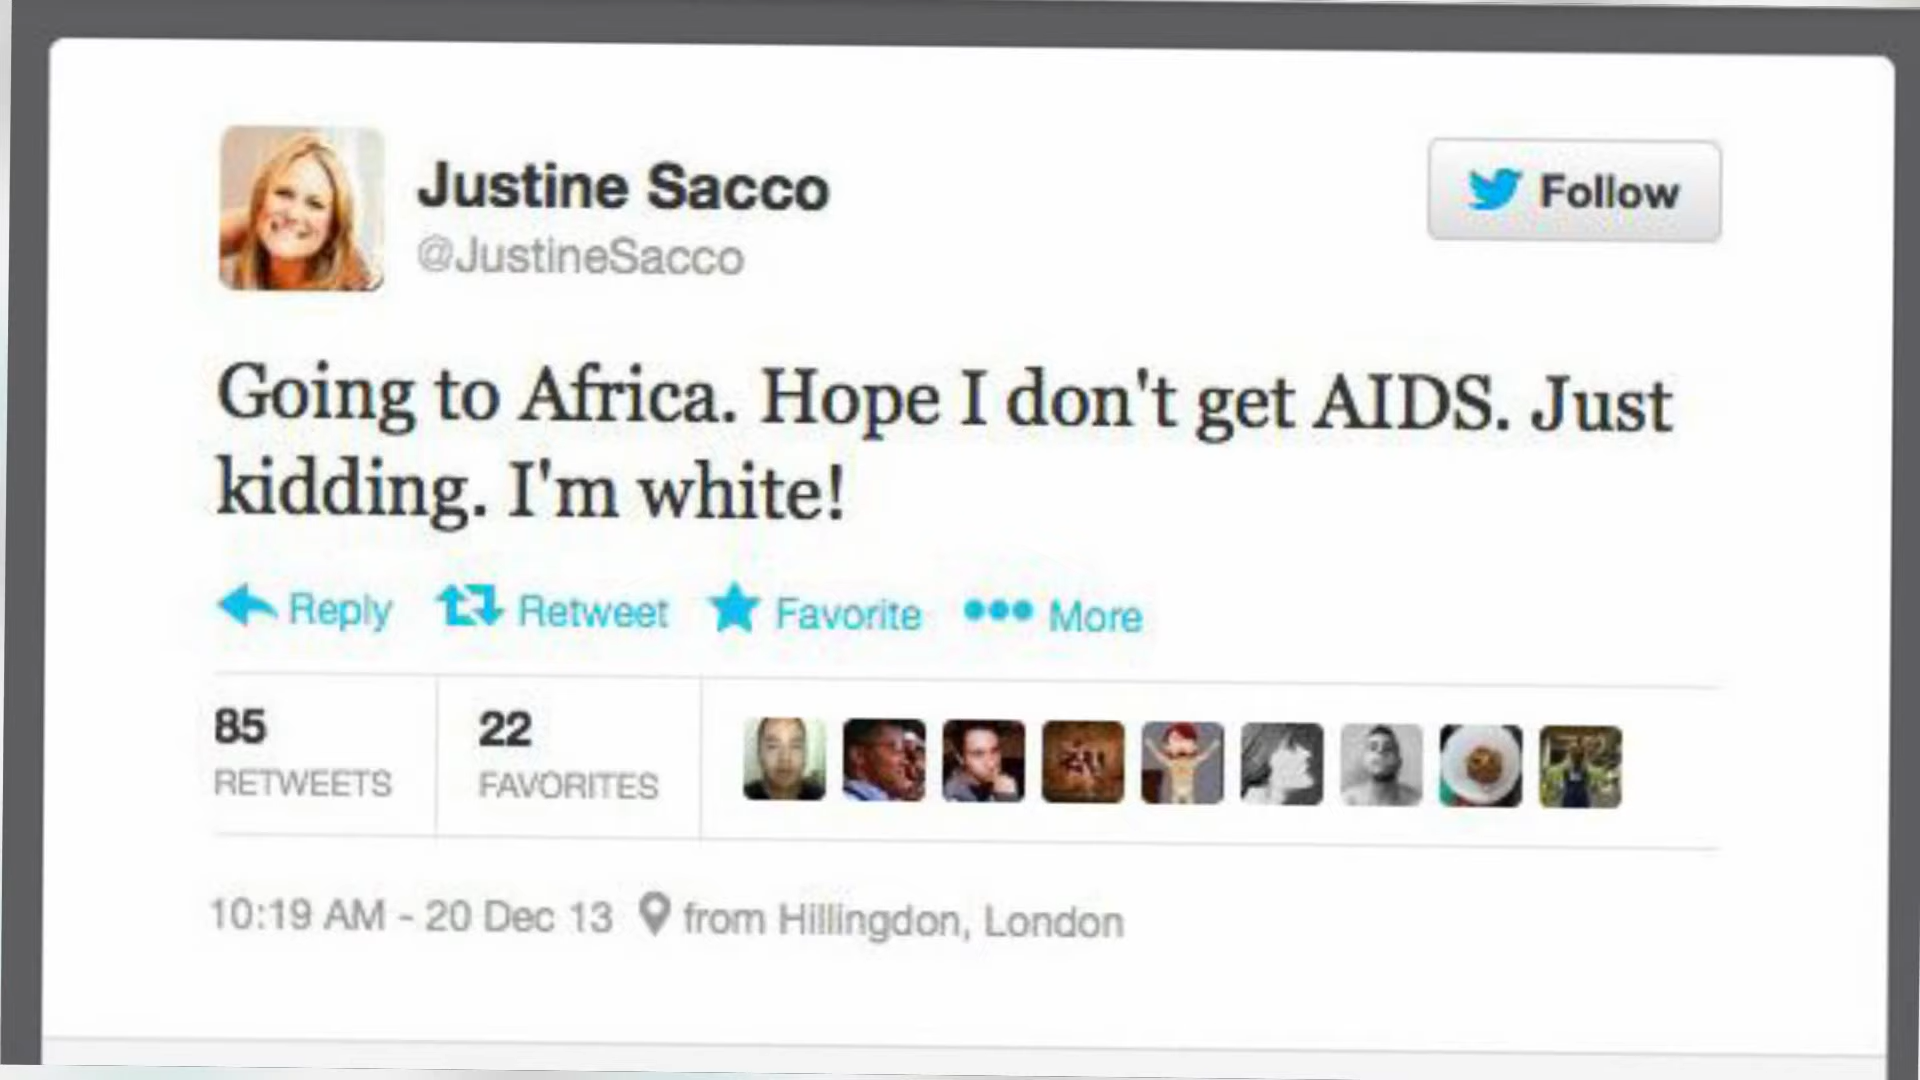 Justine Sacco
@JustineSacco
Follow
Going to Africa. Hope I don't get AIDS. Just
kidding. I'm white!
Reply Retweet Favorite More
85 22
RETWEETS FAVORITES
10:19 AM - 20 Dec 13 from Hillingdon, London